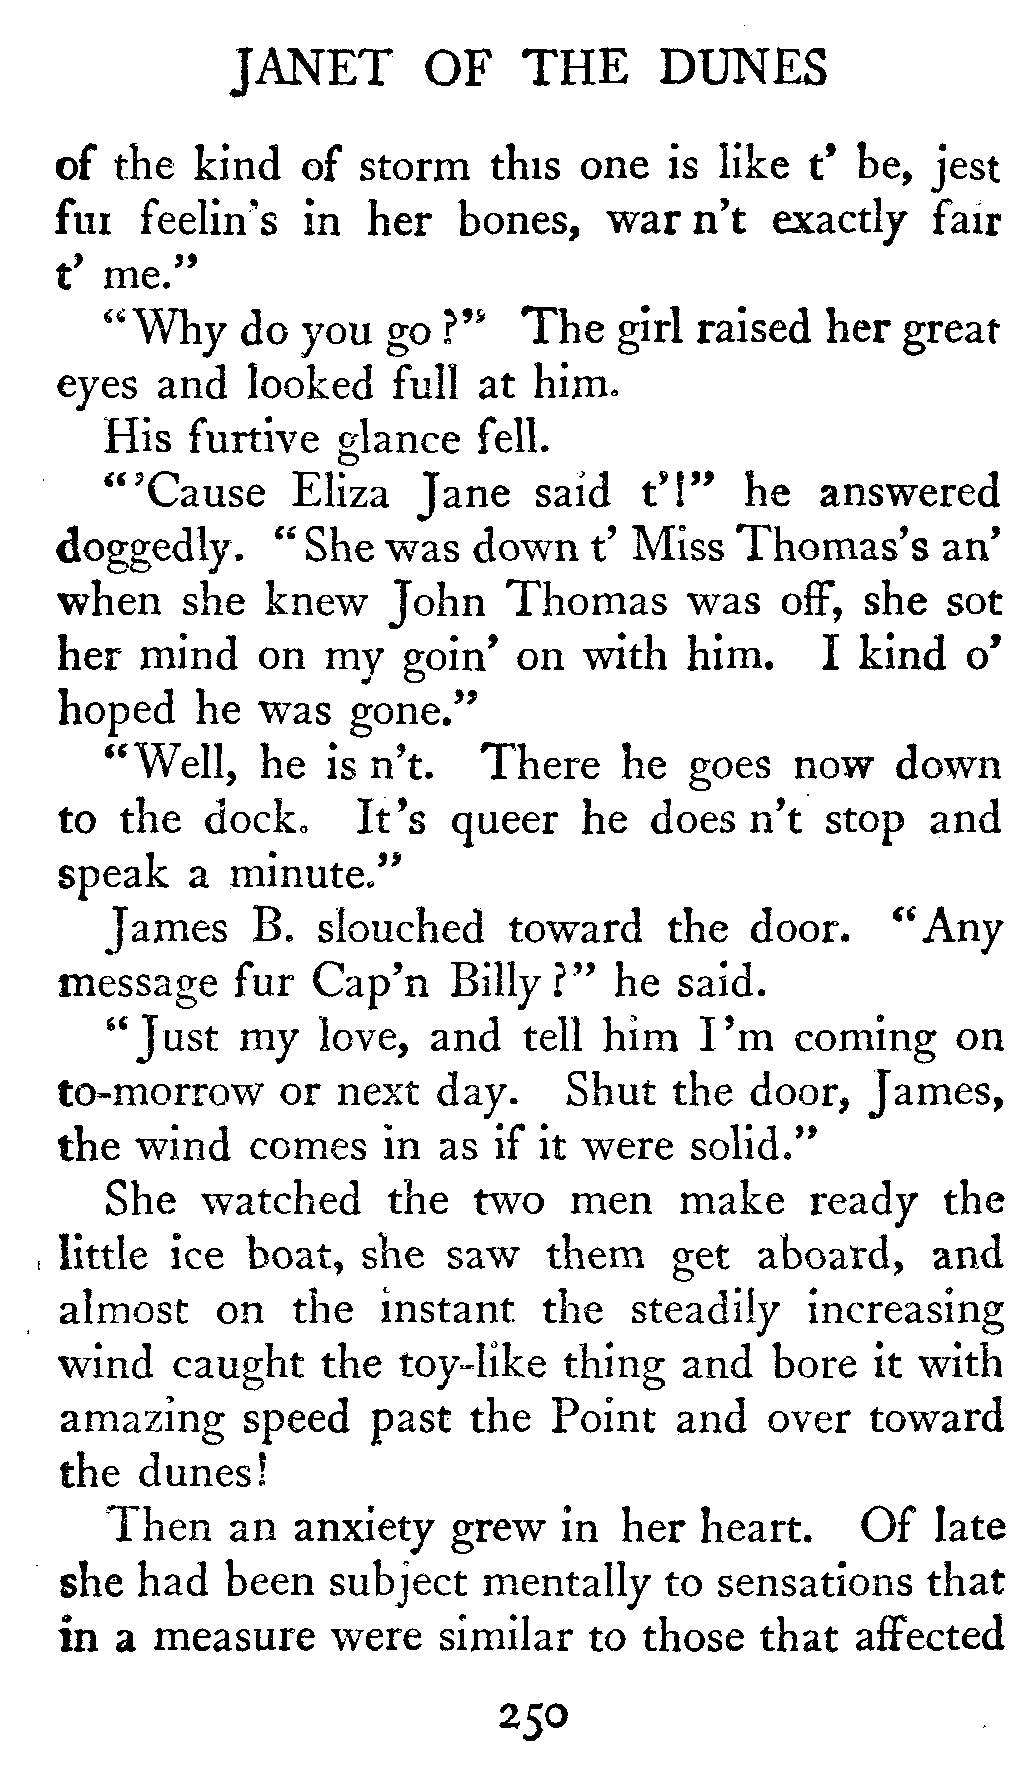 JANET OF THE DUNES
of the kind of storm this one is like t' be, jest
fur feelin's in her bones, war n't exactly fair
t' me."
"Why do you go?" The girl raised her great
eyes and looked full at him.
His furtive glance fell.
"'Cause Eliza Jane said t'!" he answered
doggedly. "She was down t' Miss Thomas's an'
when she knew John Thomas was off, she sot
her mind on my goin' on with him. I kind o'
hoped he was gone."
"Well, he is n't. There he goes now down
to the dock. It's queer he does n't stop and
speak a minute."
James B. slouched toward the door. "Any
message fur Cap'n Billy?" he said.
"Just my love, and tell him I'm coming on
to-morrow or next day. Shut the door, James,
the wind comes in as if it were solid."
She watched the two men make ready the
little ice boat, she saw them get aboard, and
almost on the instant the steadily increasing
wind caught the toy-like thing and bore it with
amazing speed past the Point and over toward
the dunes!
Then an anxiety grew in her heart. Of late
she had been subject mentally to sensations that
in a measure were similar to those that affected
250